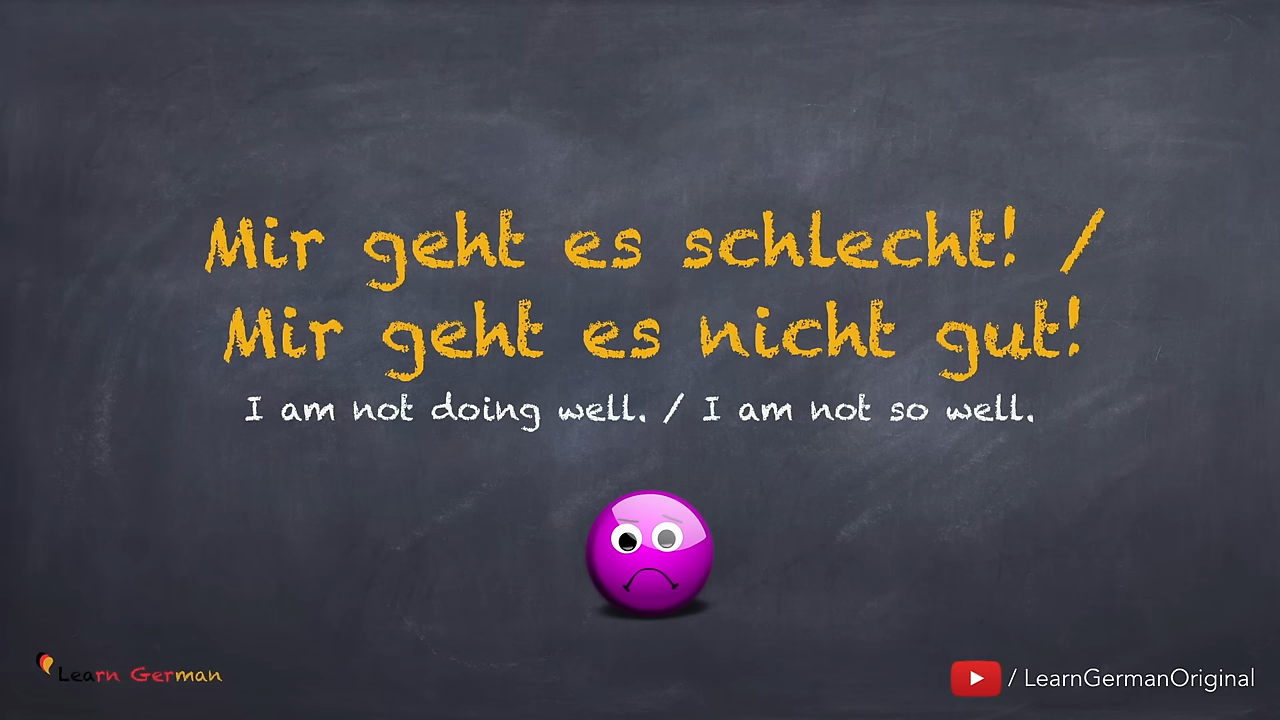 Mir geht es schlecht! /
Mir geht es nicht gut!
I am not doing well. / I am not so well.
Learn German
/ LearnGermanOriginal